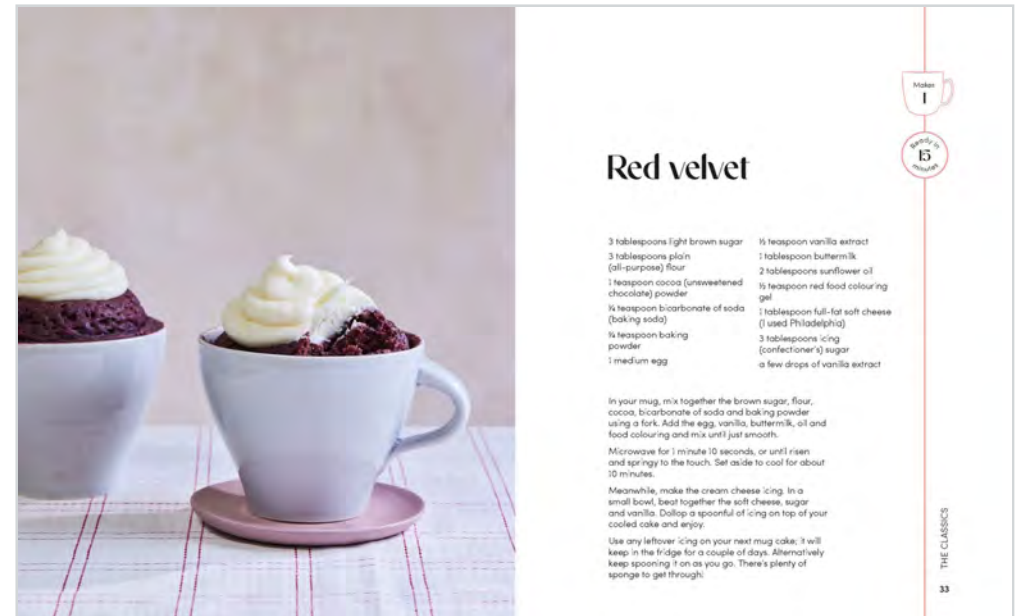 Makes
1
Ready in
15
minutes
Red velvet
3 tablespoons light brown sugar
3 tablespoons plain
(all-purpose) flour
1 teaspoon cocoa (unsweetened
chocolate) powder
¼ teaspoon bicarbonate of soda
(baking soda)
¼ teaspoon baking
powder
1 medium egg
½ teaspoon vanilla extract
1 tablespoon buttermilk
2 tablespoons sunflower oil
½ teaspoon red food colouring
gel
1 tablespoon full-fat soft cheese
(I used Philadelphia)
3 tablespoons icing
(confectioner's) sugar
a few drops of vanilla extract
In your mug, mix together the brown sugar, flour,
cocoa, bicarbonate of soda and baking powder
using a fork. Add the egg, vanilla, buttermilk, oil and
food colouring and mix until just smooth.
Microwave for 1 minute 10 seconds, or until risen
and springy to the touch. Set aside to cool for about
10 minutes.
Meanwhile, make the cream cheese icing. In a
small bowl, beat together the soft cheese, sugar
and vanilla. Dollop a spoonful of icing on top of your
cooled cake and enjoy.
Use any leftover icing on your next mug cake; it will
keep in the fridge for a couple of days. Alternatively
keep spooning it on as you go. There's plenty of
sponge to get through!
THE CLASSICS
33